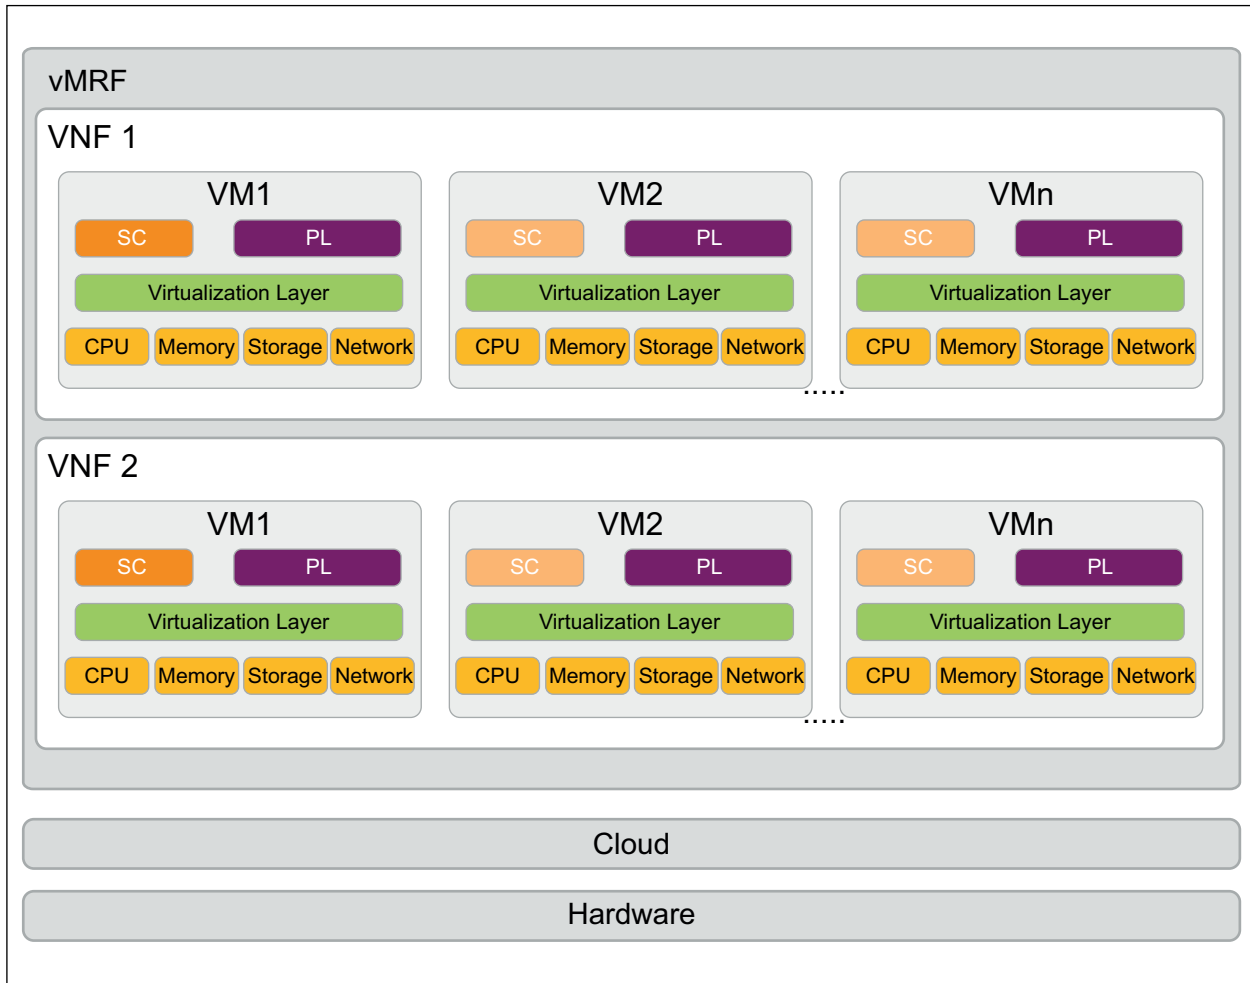 vMRF
VNF 1
VM1 VM2 VMn
SC PL SC PL SC PL
Virtualization Layer Virtualization Layer Virtualization Layer
CPU Memory Storage Network CPU Memory Storage Network CPU Memory Storage Network
.....
VNF 2
VM1 VM2 VMn
SC PL SC PL SC PL
Virtualization Layer Virtualization Layer Virtualization Layer
CPU Memory Storage Network CPU Memory Storage Network CPU Memory Storage Network
.....
Cloud
Hardware